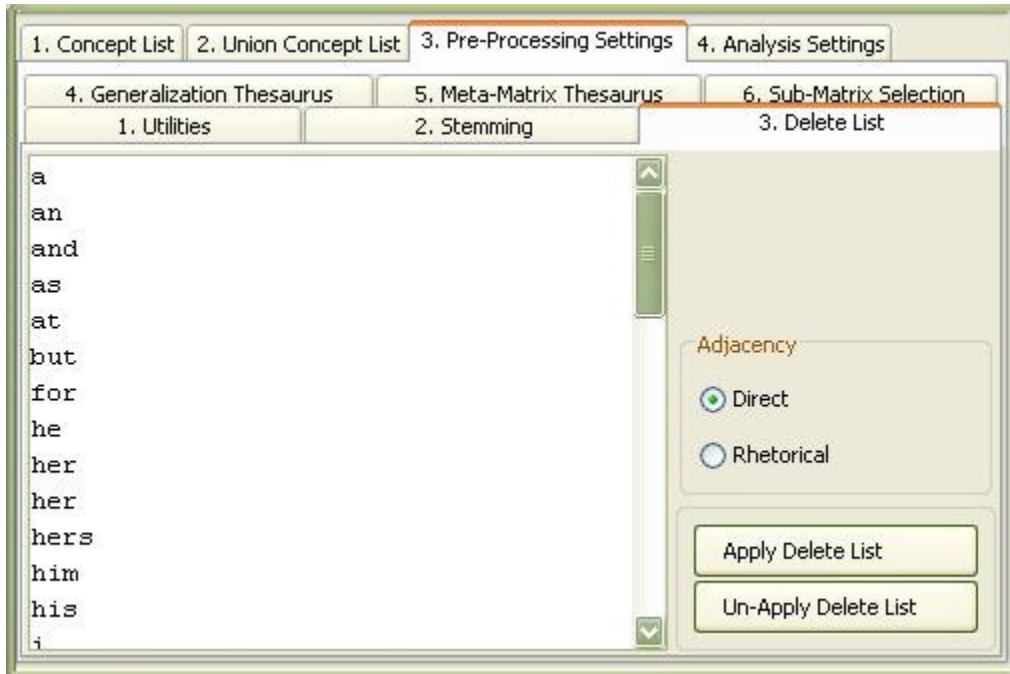 1. Concept List 2. Union Concept List 3. Pre-Processing Settings 4. Analysis Settings
4. Generalization Thesaurus 5. Meta-Matrix Thesaurus 6. Sub-Matrix Selection
1. Utilities 2. Stemming 3. Delete List
a
an
and
as
at
but
for
he
her
her
hers
him
his
i
Adjacency
Direct
Rhetorical
Apply Delete List
Un-Apply Delete List